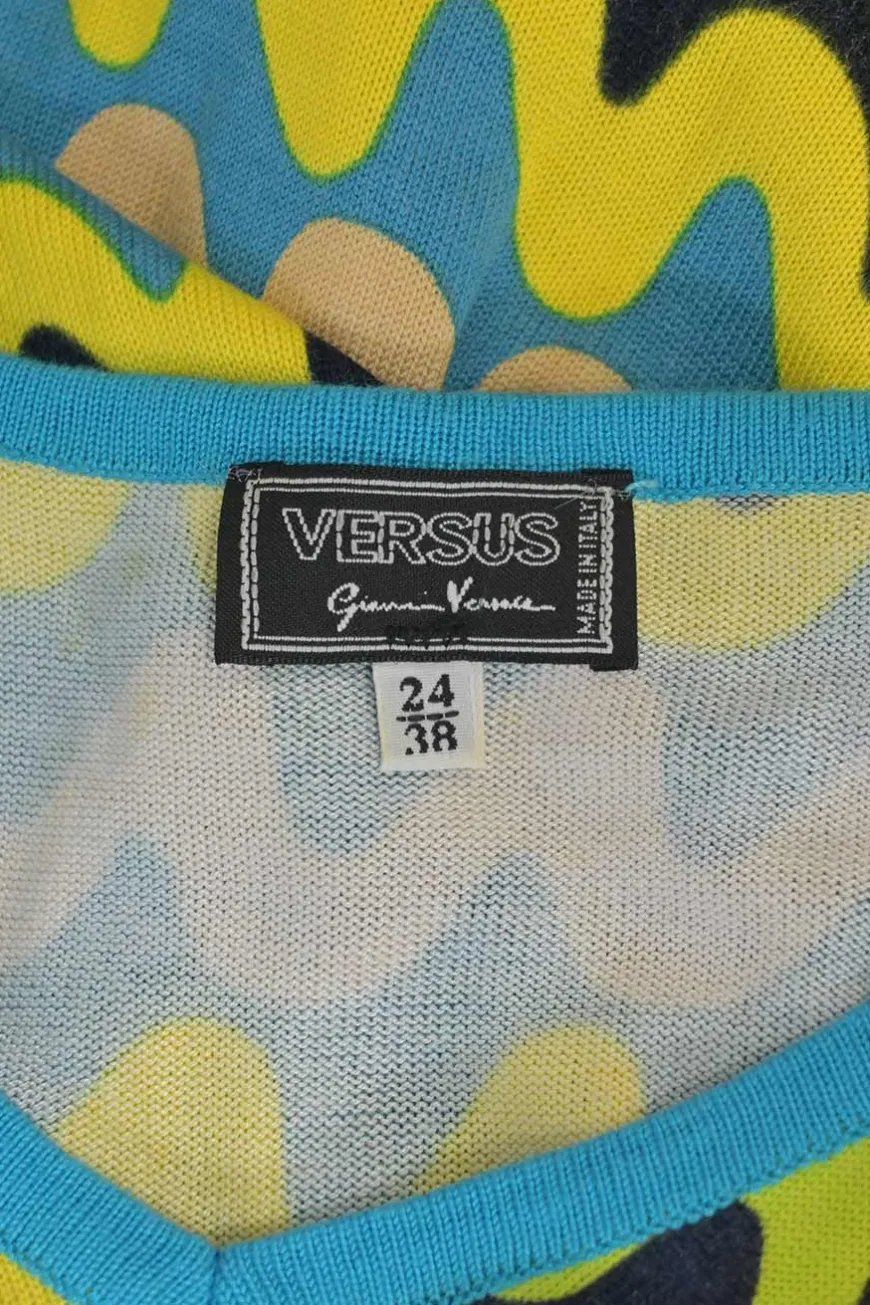 VERSUS
Gianni Versace
MADE IN ITALY
24
38